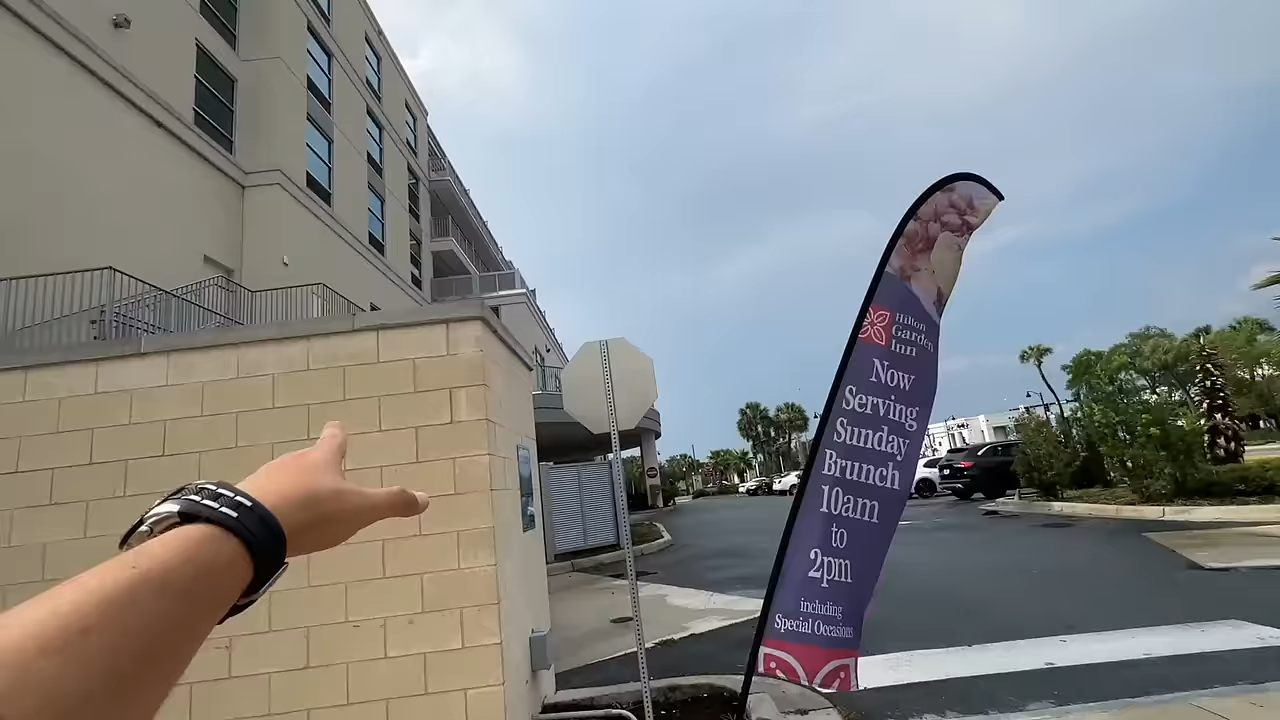 Hilton
Garden
Inn
Now
Serving
Sunday
Brunch
10am
to
2pm
including
Special Occasions